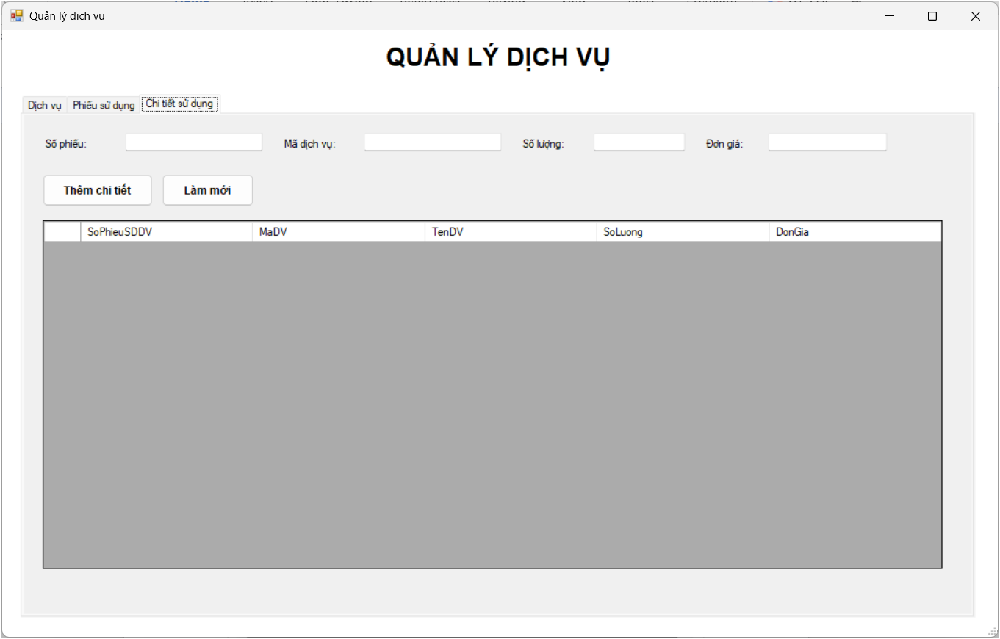 Quản lý dịch vụ
QUẢN LÝ DỊCH VỤ
Dịch vụ Phiếu sử dụng Chi tiết sử dụng
Số phiếu: Mã dịch vụ: Số lượng: Đơn giá:
Thêm chi tiết Làm mới
SoPhieuSDDV MaDV TenDV SoLuong DonGia